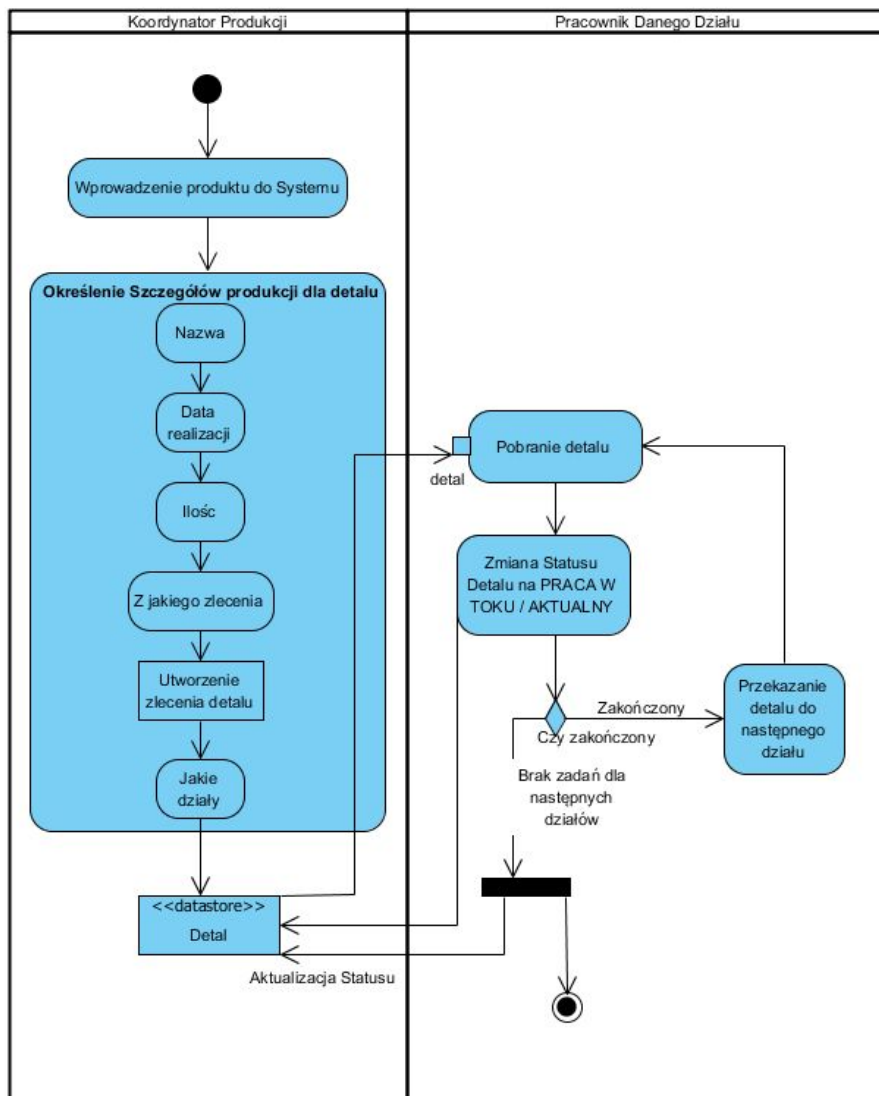 Koordynator Produkcji
Pracownik Danego Działu
Wprowadzenie produktu do Systemu
Określenie Szczegółów produkcji dla detalu
Nazwa
Data
realizacji
Ilośc
Z jakiego zlecenia
Utworzenie
zlecenia detalu
Jakie
działy
<<datastore>>
Detal
Aktualizacja Statusu
detal
Pobranie detalu
Zmiana Statusu
Detalu na PRACA W
TOKU / AKTUALNY
Zakończony
Czy zakończony
Przekazanie
detalu do
następnego
działu
Brak zadań dla
następnych
działów